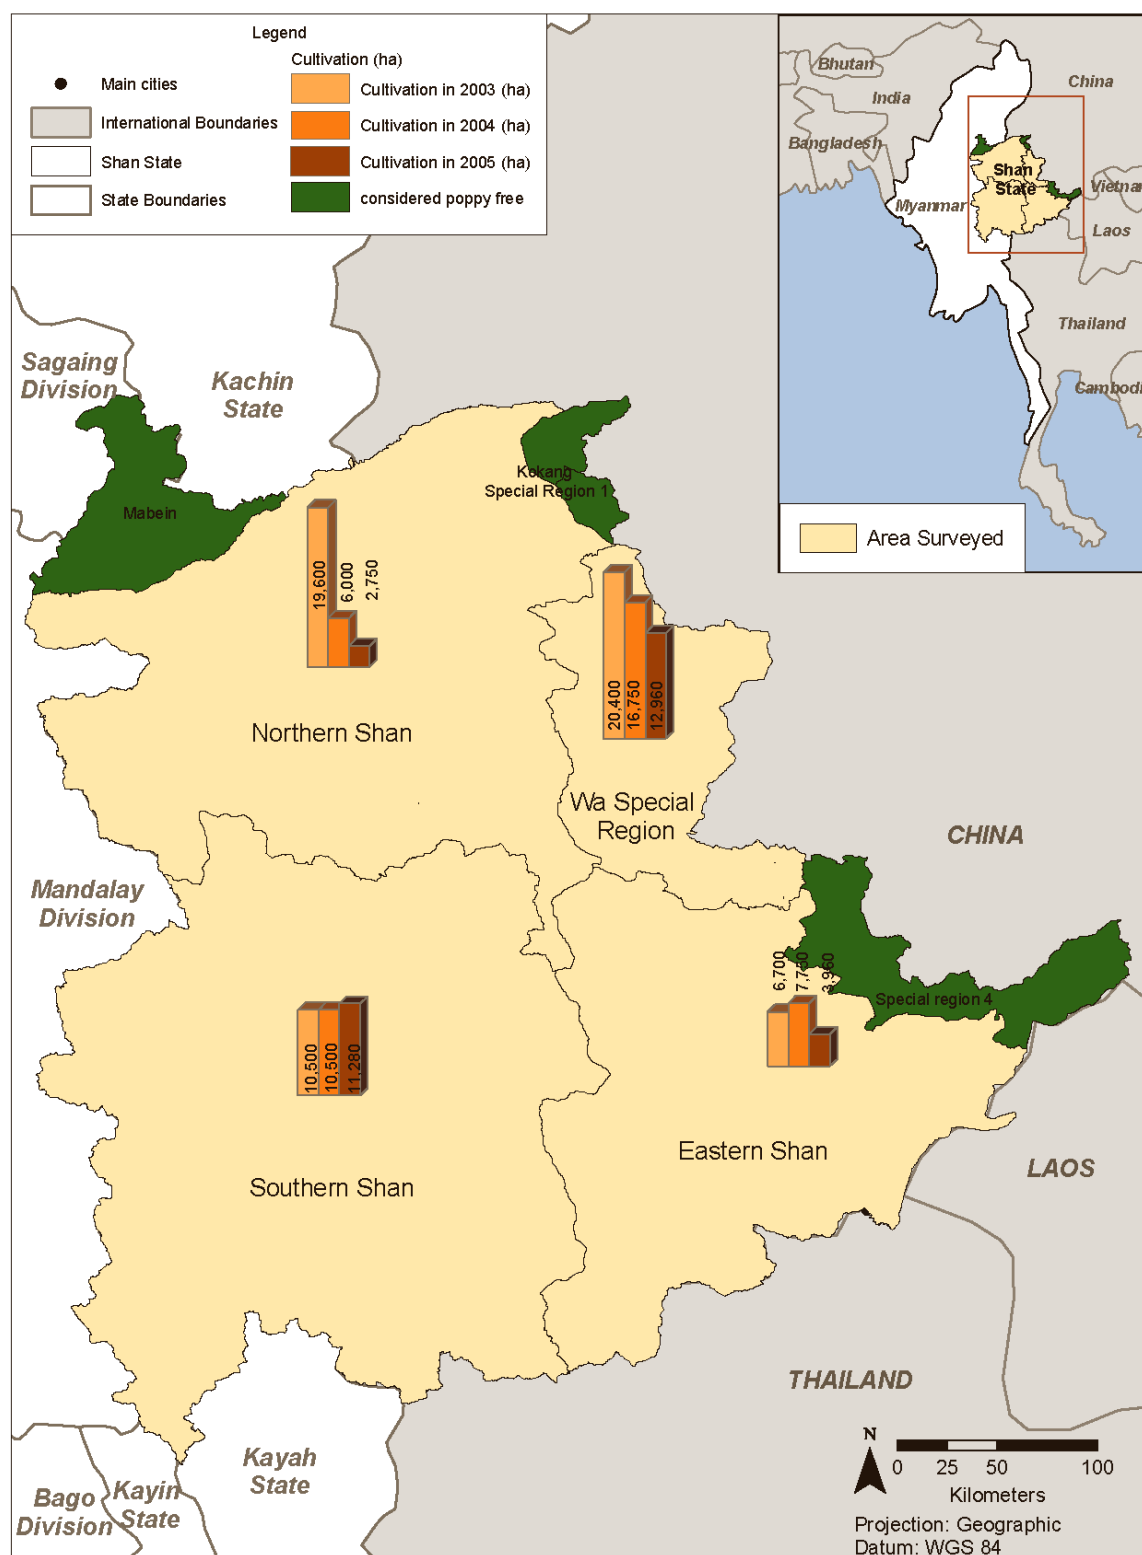 Legend
Main cities
International Boundaries
Shan State
State Boundaries
Cultivation (ha)
Cultivation in 2003 (ha)
Cultivation in 2004 (ha)
Cultivation in 2005 (ha)
considered poppy free
Bhutan
China
India
Bangladesh
Shan
State
Vietnam
Myanmar
Laos
Thailand
Cambodi
Area Surveyed
Sagaing
Division
Kachin
State
Kokang
Special Region 1
Mabein
19,600
6,000
2,750
20,400
16,750
12,960
Northern Shan
Wa Special
Region
CHINA
Mandalay
Division
6,700
7,750
3,960
Special region 4
10,500
10,500
11,280
Eastern Shan
LAOS
Southern Shan
THAILAND
Kayah
State
Kayin
State
Bago
Division
N
0 25 50 100
Kilometers
Projection: Geographic
Datum: WGS 84